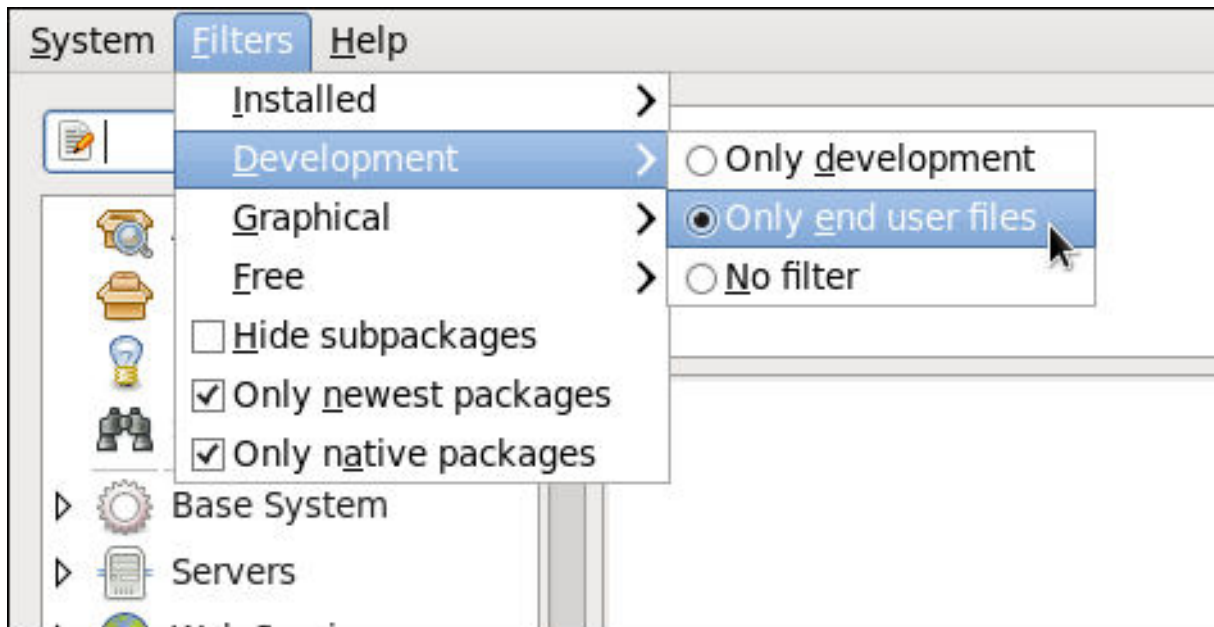 System Filters Help
Installed
Development
Only development
Graphical
Only end user files
Free
No filter
Hide subpackages
Only newest packages
Only native packages
Base System
Servers